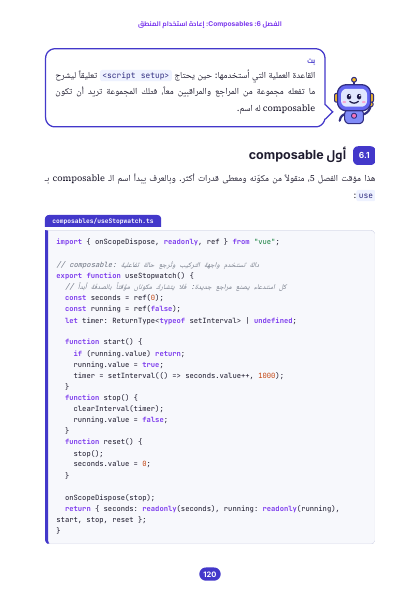 الفصل 6: Composables: إعادة استخدام المنطق
بت
القاعدة العملية التي أستخدمها: حين يحتاج <script setup> تعليقاً ليشرح
ما تفعله مجموعة من المراجع والمراقبين معاً، فتلك المجموعة تريد أن تكون
composable له اسم.
6.1 أول composable
هذا مؤقت الفصل 5، منقولاً من مكوّنه ومعطى قدرات أكثر. وبالعرف يبدأ اسم الـ composable بـ
use:
composables/useStopwatch.ts
import { onScopeDispose, readonly, ref } from "vue";
// composable: دالة تستخدم واجهة التركيب وتُرجع حالة تفاعلية
export function useStopwatch() {
// كل استدعاء يصنع مراجع جديدة: فلا يتشارك مكوّنان مؤقتاً بالصدفة أبداً
const seconds = ref(0);
const running = ref(false);
let timer: ReturnType<typeof setInterval> | undefined;
function start() {
if (running.value) return;
running.value = true;
timer = setInterval(() => seconds.value++, 1000);
}
function stop() {
clearInterval(timer);
running.value = false;
}
function reset() {
stop();
seconds.value = 0;
}
onScopeDispose(stop);
return { seconds: readonly(seconds), running: readonly(running),
start, stop, reset };
}
120